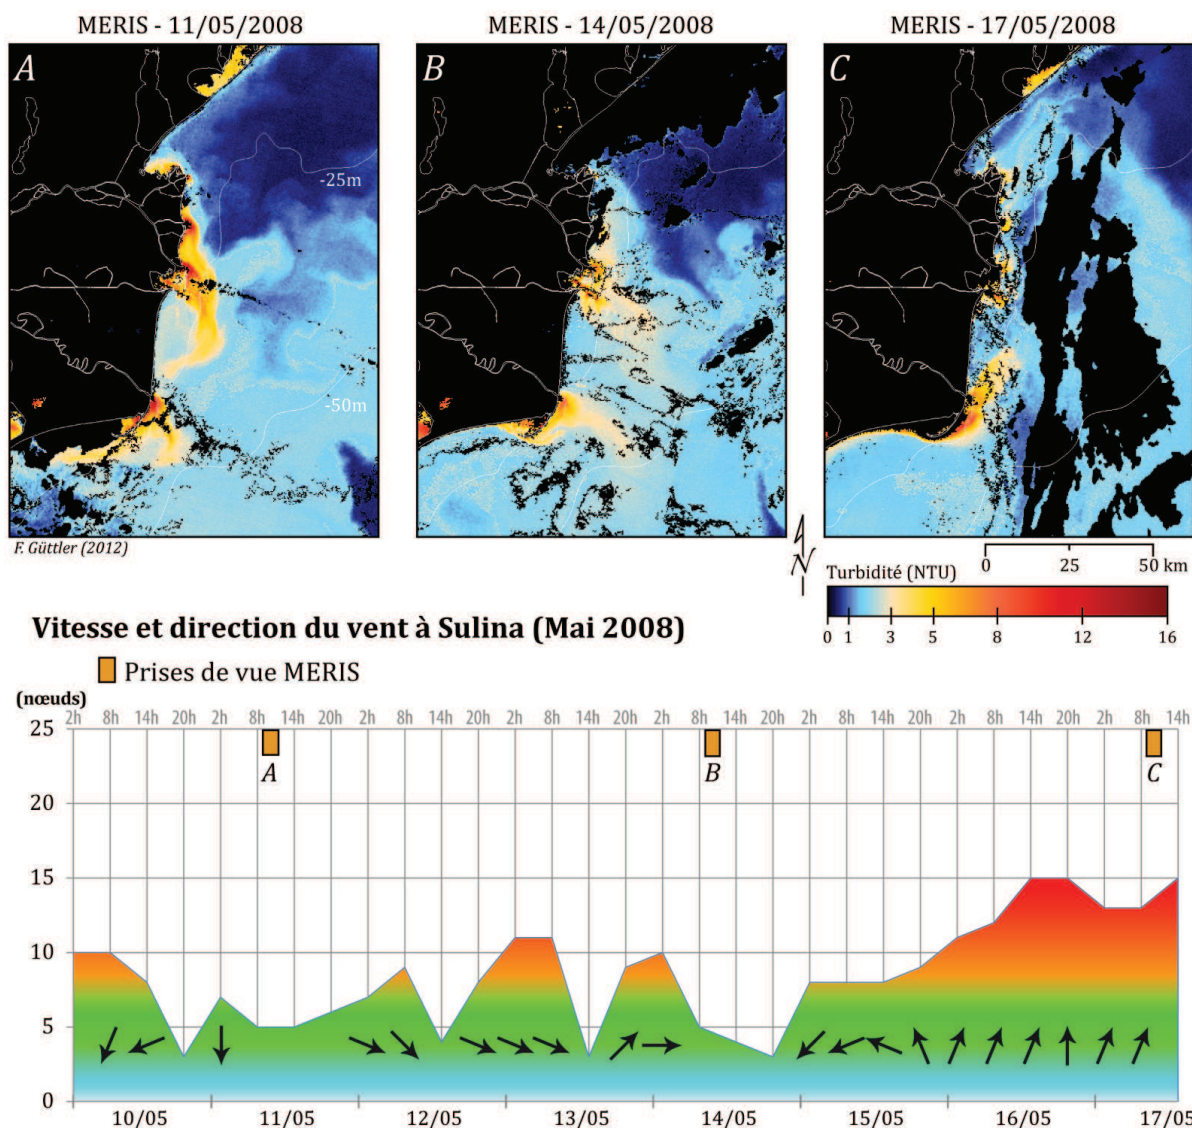 MERIS - 11/05/2008
MERIS - 14/05/2008
MERIS - 17/05/2008
A
B
C
-25m
-50m
F. Güttler (2012)
N
0 25 50 km
Turbidité (NTU)
0 1 3 5 8 12 16
Vitesse et direction du vent à Sulina (Mai 2008)
Prises de vue MERIS
(nœuds)
2h 8h 14h 20h 2h 8h 14h 20h 2h 8h 14h 20h 2h 8h 14h 20h 2h 8h 14h 20h 2h 8h 14h 20h 2h 8h 14h 20h 2h 8h 14h
25
A
B
C
20
15
10
5
0
10/05 11/05 12/05 13/05 14/05 15/05 16/05 17/05